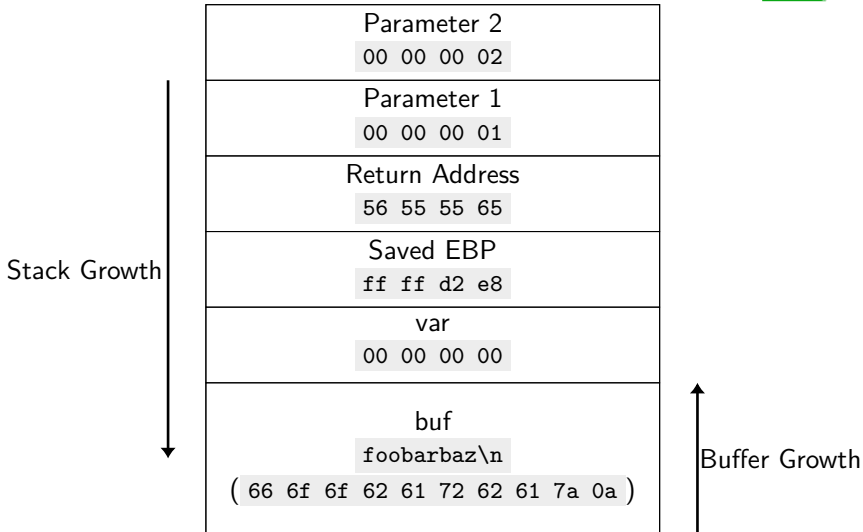 Parameter 2
00 00 00 02
Parameter 1
00 00 00 01
Return Address
56 55 55 65
Saved EBP
ff ff d2 e8
Stack Growth
var
00 00 00 00
buf
foobarbaz\n
Buffer Growth
( 66 6f 6f 62 61 72 62 61 7a 0a )